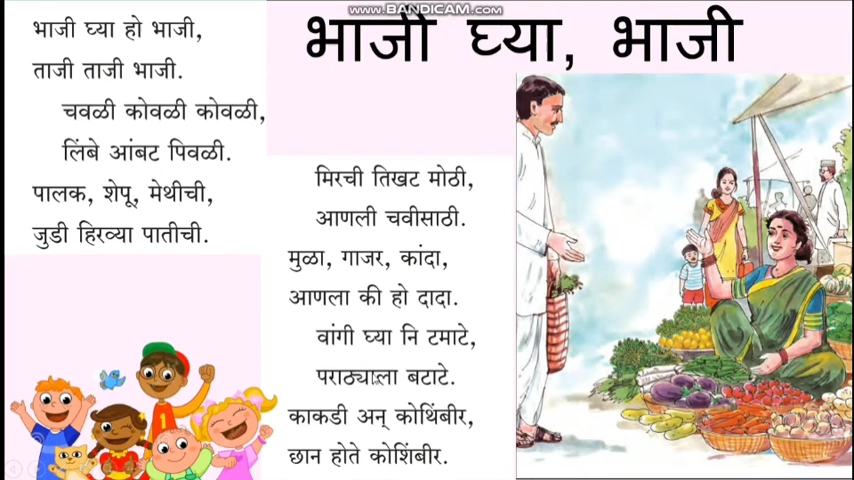 WWW.BANDICAM.COM
भाजी घ्या, भाजी
भाजी घ्या हो भाजी,
ताजी ताजी भाजी.
चवळी कोवळी कोवळी,
लिंबे आंबट पिवळी.
पालक, शेपू, मेथीची,
जुडी हिरव्या पातीची.
मिरची तिखट मोठी,
आणली चवीसाठी.
मुळा, गाजर, कांदा,
आणला की हो दादा.
वांगी घ्या नि टमाटे,
पराठ्याला बटाटे.
काकडी अन् कोथिंबीर,
छान होते कोशिंबीर.